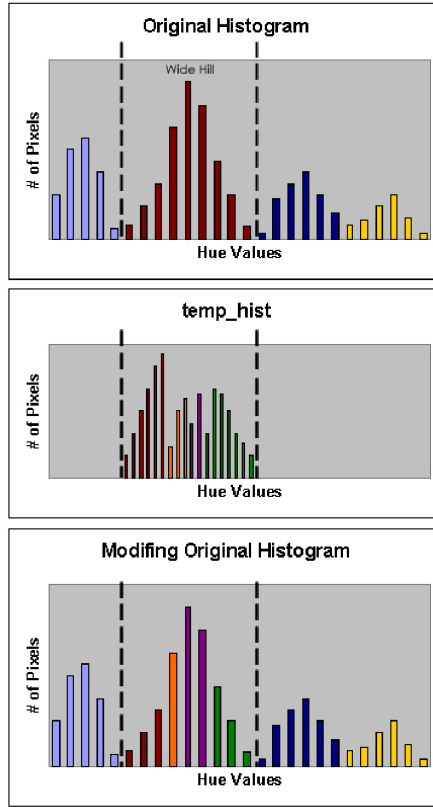 Original Histogram
Wide Hill
# of Pixels
Hue Values
temp_hist
# of Pixels
Hue Values
Modifing Original Histogram
# of Pixels
Hue Values